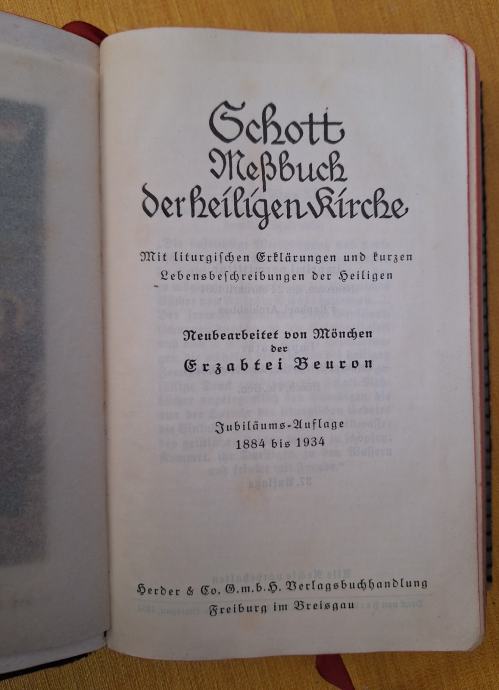 Schott
Meßbuch
der heiligen Kirche
Mit liturgischen Erklärungen und kurzen
Lebensbeschreibungen der Heiligen
Neubearbeitet von Mönchen
der
Erzabtei Beuron
Jubiläums-Auflage
1884 bis 1934
Herder & Co. G.m.b.H. Verlagsbuchhandlung
Freiburg im Breisgau